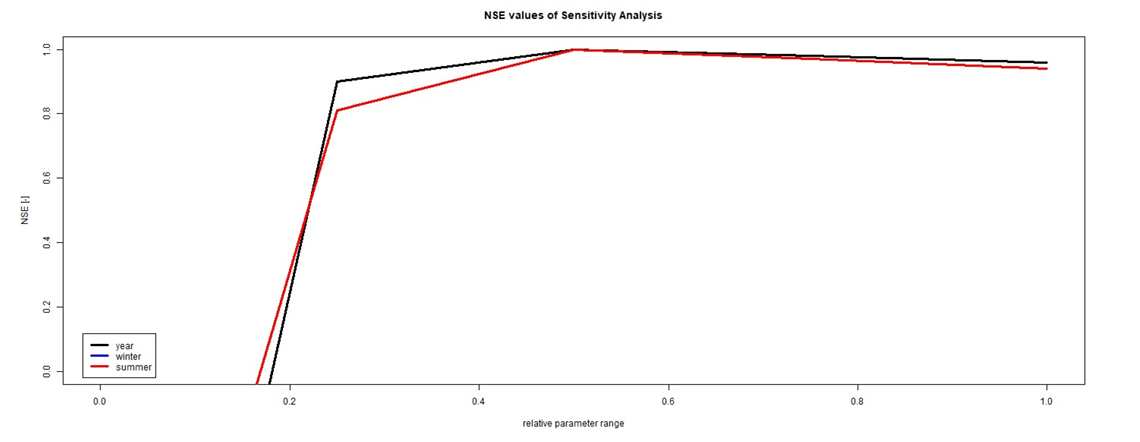 NSE values of Sensitivity Analysis
NSE [-]
1.0
0.8
0.6
0.4
0.2
0.0
year
winter
summer
0.0 0.2 0.4 0.6 0.8 1.0
relative parameter range